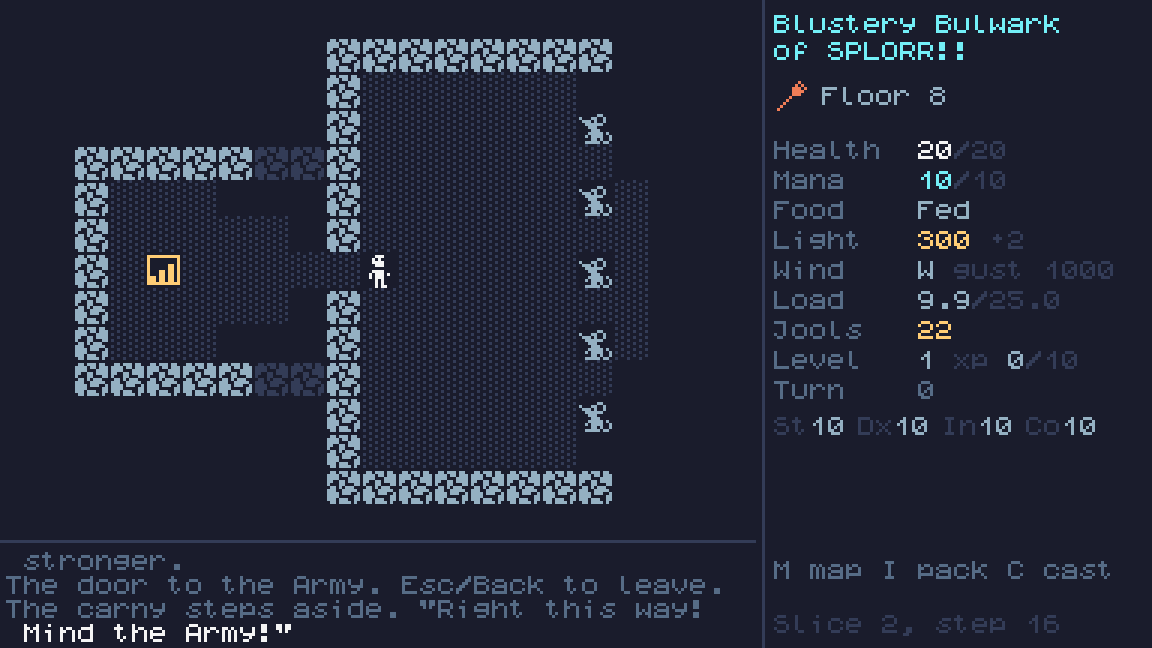 Blustery Bulwark
of SPLORR!!
Floor 8
Health 20/20
Mana 10/10
Food Fed
Light 300 +2
Wind W gust 1000
Load 9.9/25.0
Jools 22
Level 1 xp 0/10
Turn 0
St10 Dx10 In10 Co10
M map I pack C cast
Slice 2, step 16
stronger.
The door to the Army. Esc/Back to leave.
The carny steps aside. "Right this way!
Mind the Army!"